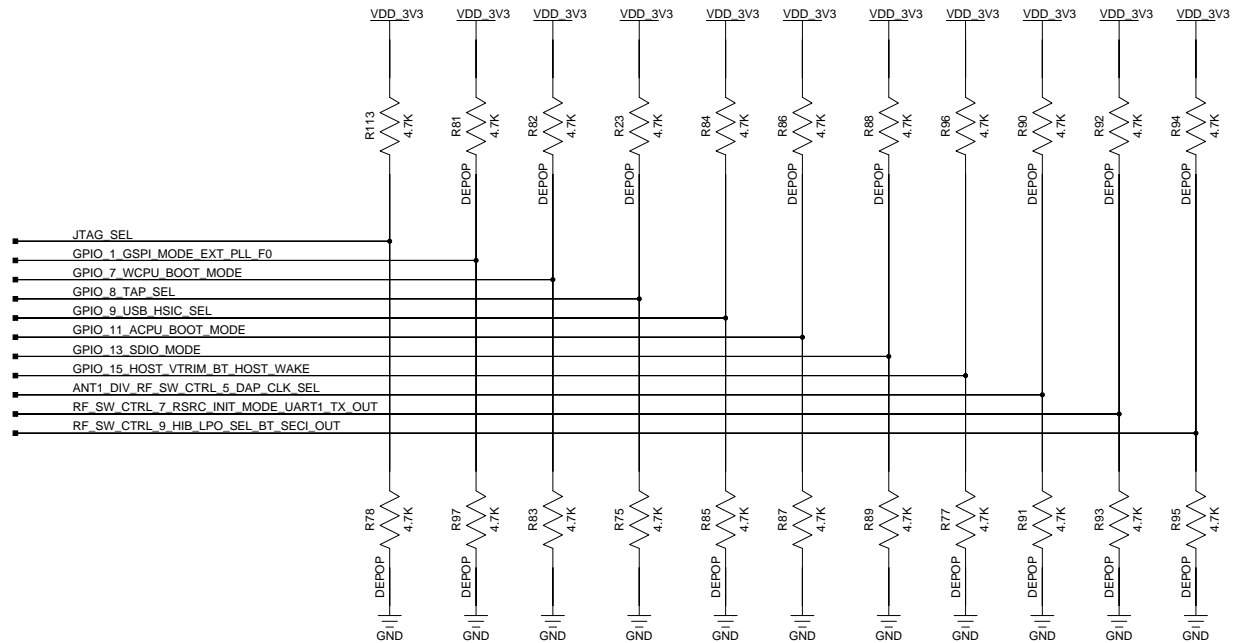 VDD_3V3 VDD_3V3 VDD_3V3 VDD_3V3 VDD_3V3 VDD_3V3 VDD_3V3 VDD_3V3 VDD_3V3 VDD_3V3 VDD_3V3
R113 4.7K R81 4.7K R82 4.7K R23 4.7K R84 4.7K R86 4.7K R88 4.7K R96 4.7K R90 4.7K R92 4.7K R94 4.7K
DEPOP DEPOP DEPOP DEPOP DEPOP DEPOP DEPOP DEPOP
JTAG_SEL
GPIO_1_GSPI_MODE_EXT_PLL_F0
GPIO_7_WCPU_BOOT_MODE
GPIO_8_TAP_SEL
GPIO_9_USB_HSIC_SEL
GPIO_11_ACPU_BOOT_MODE
GPIO_13_SDIO_MODE
GPIO_15_HOST_VTRIM_BT_HOST_WAKE
ANT1_DIV_RF_SW_CTRL_5_DAP_CLK_SEL
RF_SW_CTRL_7_RSRC_INIT_MODE_UART1_TX_OUT
RF_SW_CTRL_9_HIB_LPO_SEL_BT_SECI_OUT
R78 4.7K R97 4.7K R83 4.7K R75 4.7K R85 4.7K R87 4.7K R89 4.7K R77 4.7K R91 4.7K R93 4.7K R95 4.7K
DEPOP DEPOP DEPOP DEPOP DEPOP DEPOP DEPOP
GND GND GND GND GND GND GND GND GND GND GND